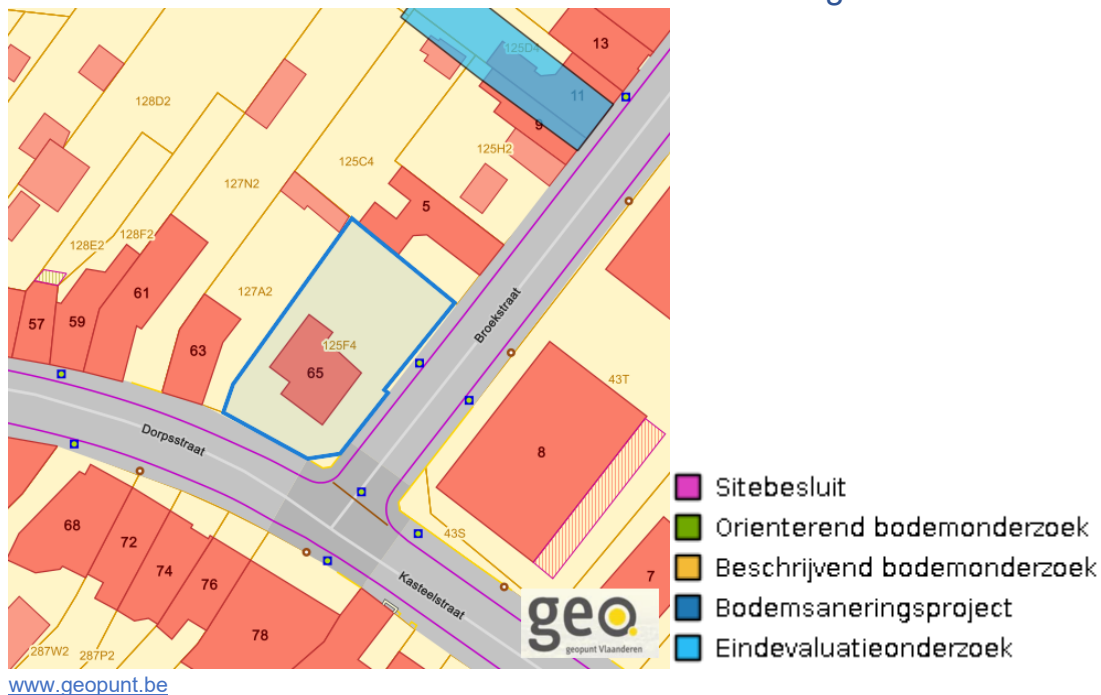 13
125D4
11
128D2
9
125H2
125C4
127N2
5
128F2
128E2
127A2
61
Broekstraat
57
59
125F4
63
65
43T
Dorpsstraat
8
68
43S
72
74
76
Kasteelstraat
7
78
287W2
287P2
geo.
geopunt Vlaanderen
Sitebesluit
Orienterend bodemonderzoek
Beschrijvend bodemonderzoek
Bodemsaneringsproject
Eindevaluatieonderzoek
www.geopunt.be